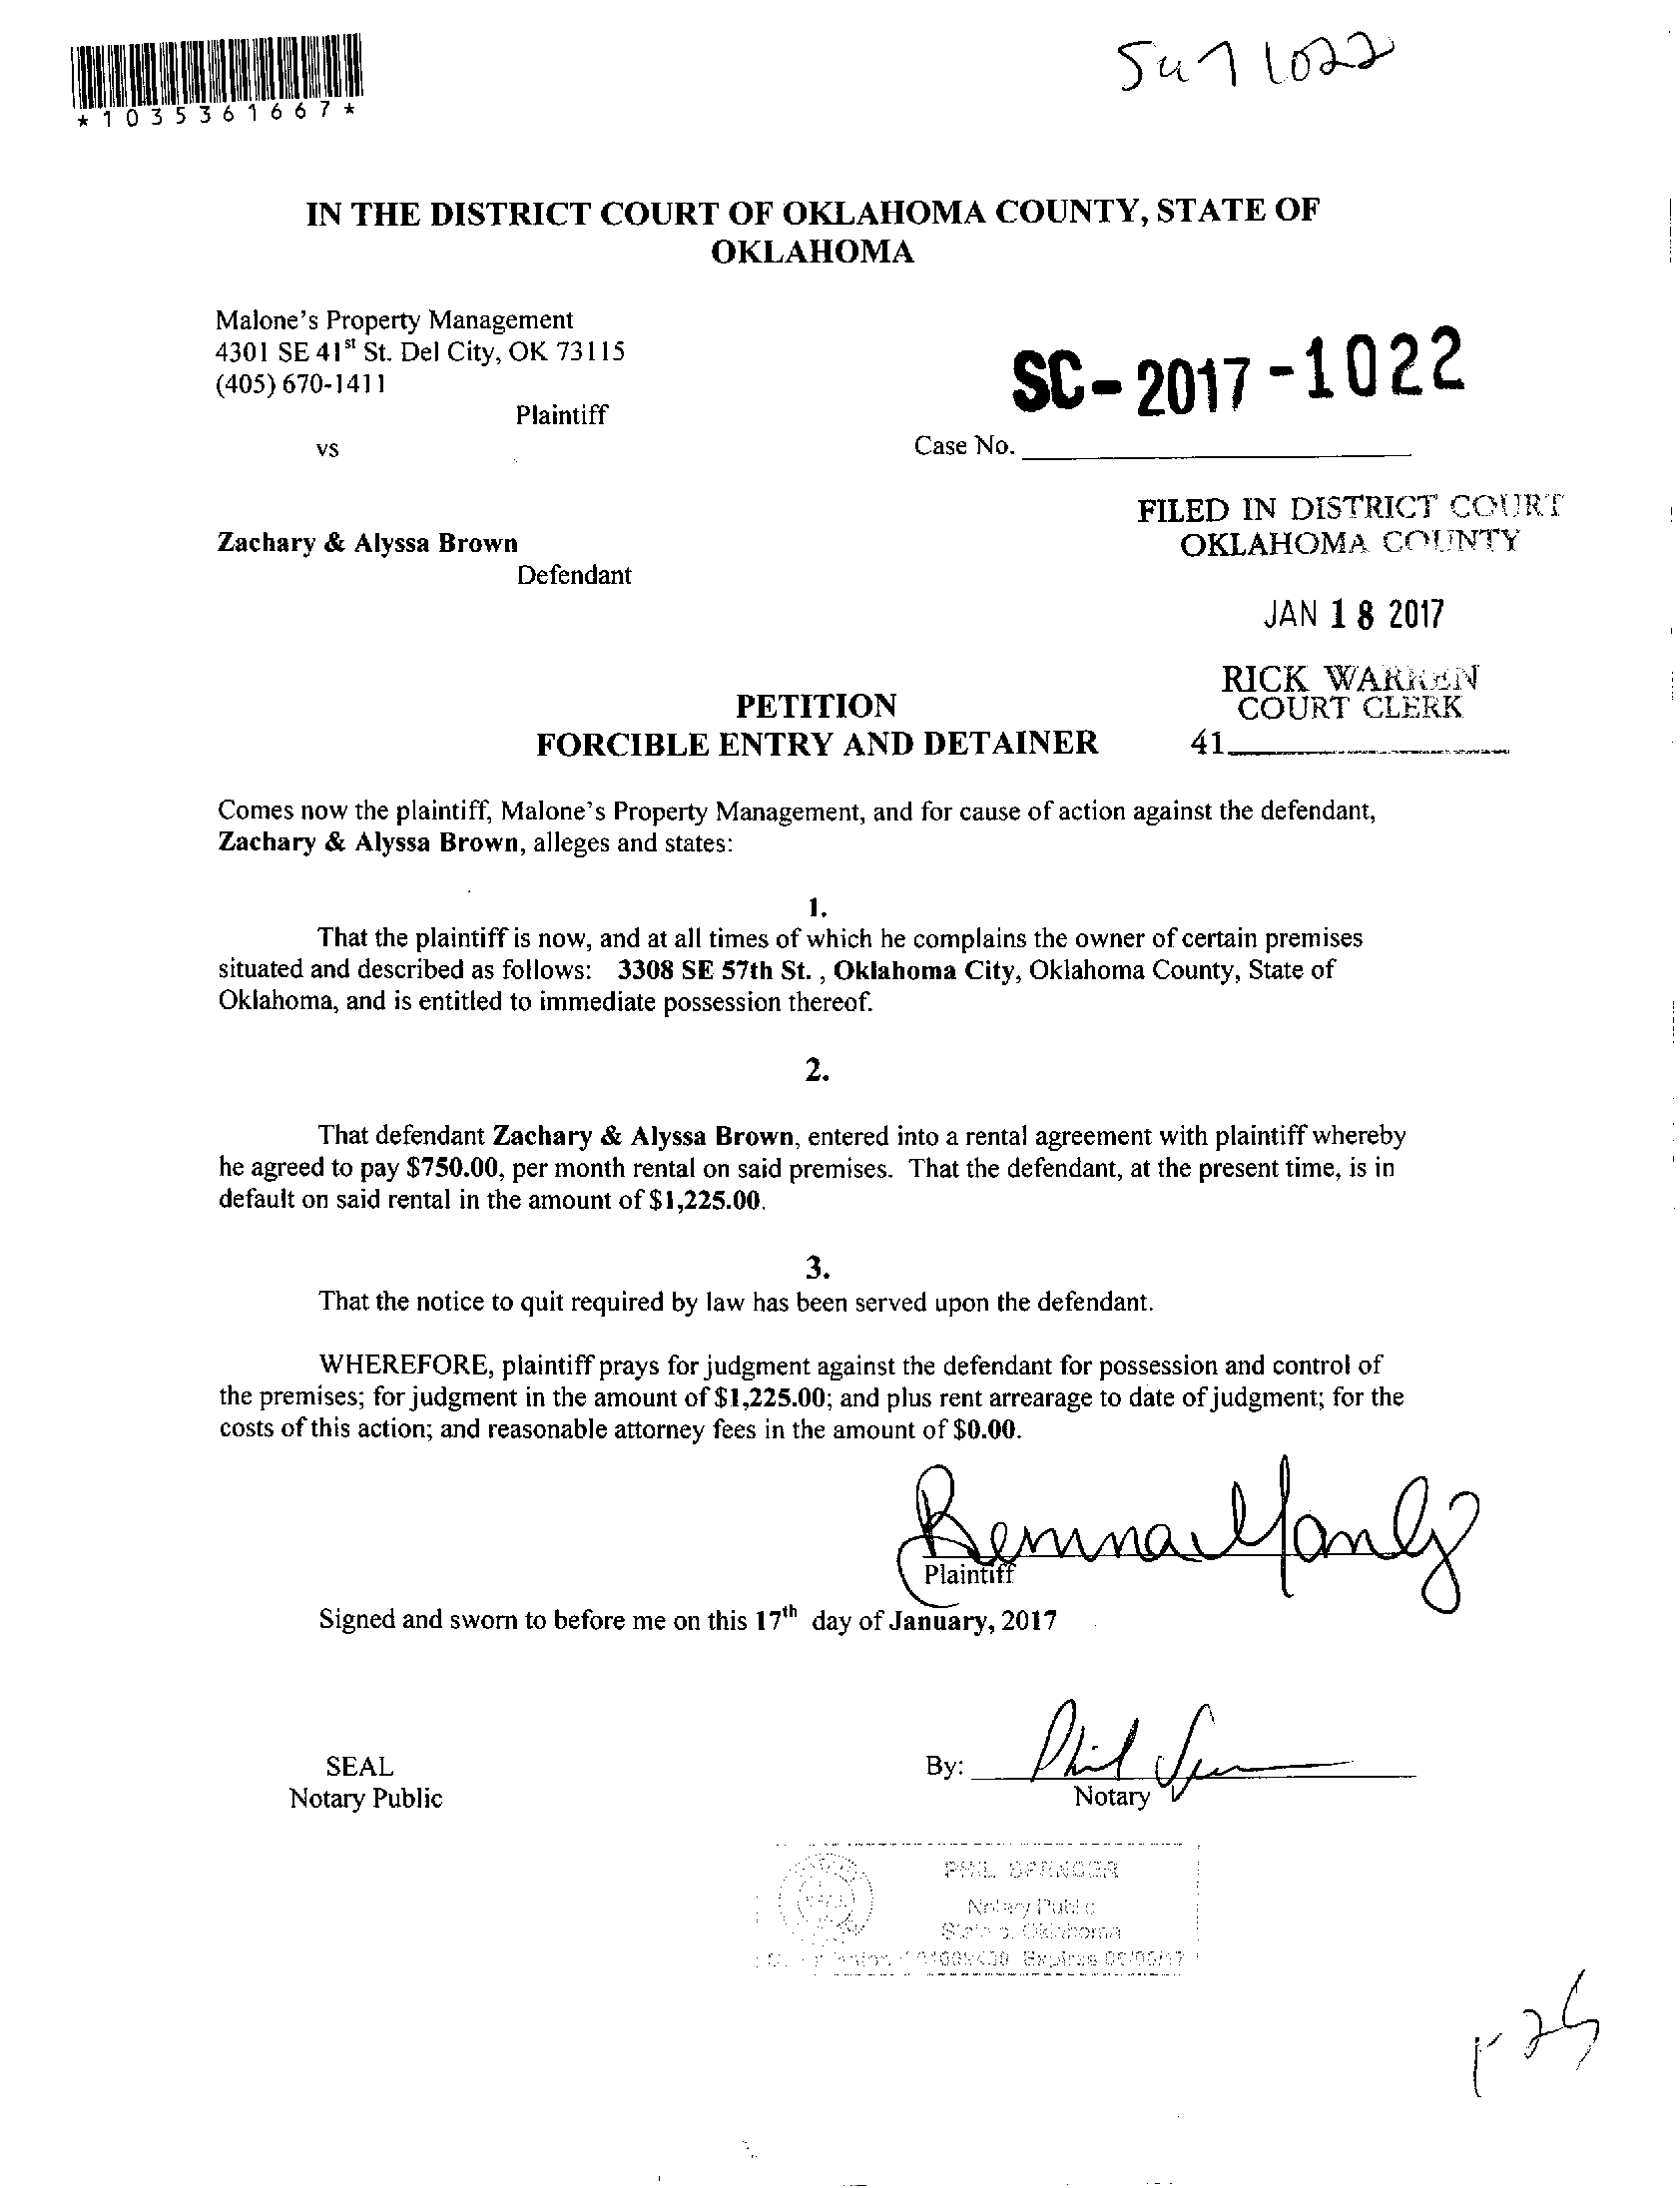 SC17 1022
*1035361667*
IN THE DISTRICT COURT OF OKLAHOMA COUNTY, STATE OF
OKLAHOMA
Malone's Property Management
4301 SE 41st St. Del City, OK 73115
(405) 670-1411
Plaintiff
vs
SC-2017-1022
Case No.
FILED IN DISTRICT COURT
OKLAHOMA COUNTY
Zachary & Alyssa Brown
Defendant
JAN 18 2017
RICK WARREN
COURT CLERK
41
PETITION
FORCIBLE ENTRY AND DETAINER
Comes now the plaintiff, Malone's Property Management, and for cause of action against the defendant,
Zachary & Alyssa Brown, alleges and states:
1.
That the plaintiff is now, and at all times of which he complains the owner of certain premises
situated and described as follows: 3308 SE 57th St. , Oklahoma City, Oklahoma County, State of
Oklahoma, and is entitled to immediate possession thereof.
2.
That defendant Zachary & Alyssa Brown, entered into a rental agreement with plaintiff whereby
he agreed to pay $750.00, per month rental on said premises. That the defendant, at the present time, is in
default on said rental in the amount of $1,225.00.
3.
That the notice to quit required by law has been served upon the defendant.
WHEREFORE, plaintiff prays for judgment against the defendant for possession and control of
the premises; for judgment in the amount of $1,225.00; and plus rent arrearage to date of judgment; for the
costs of this action; and reasonable attorney fees in the amount of $0.00.
Plaintiff
Signed and sworn to before me on this 17th day of January, 2017
SEAL
Notary Public
By: Phil
Notary
PHIL SPENCER
Notary Public
State of Oklahoma
Expires